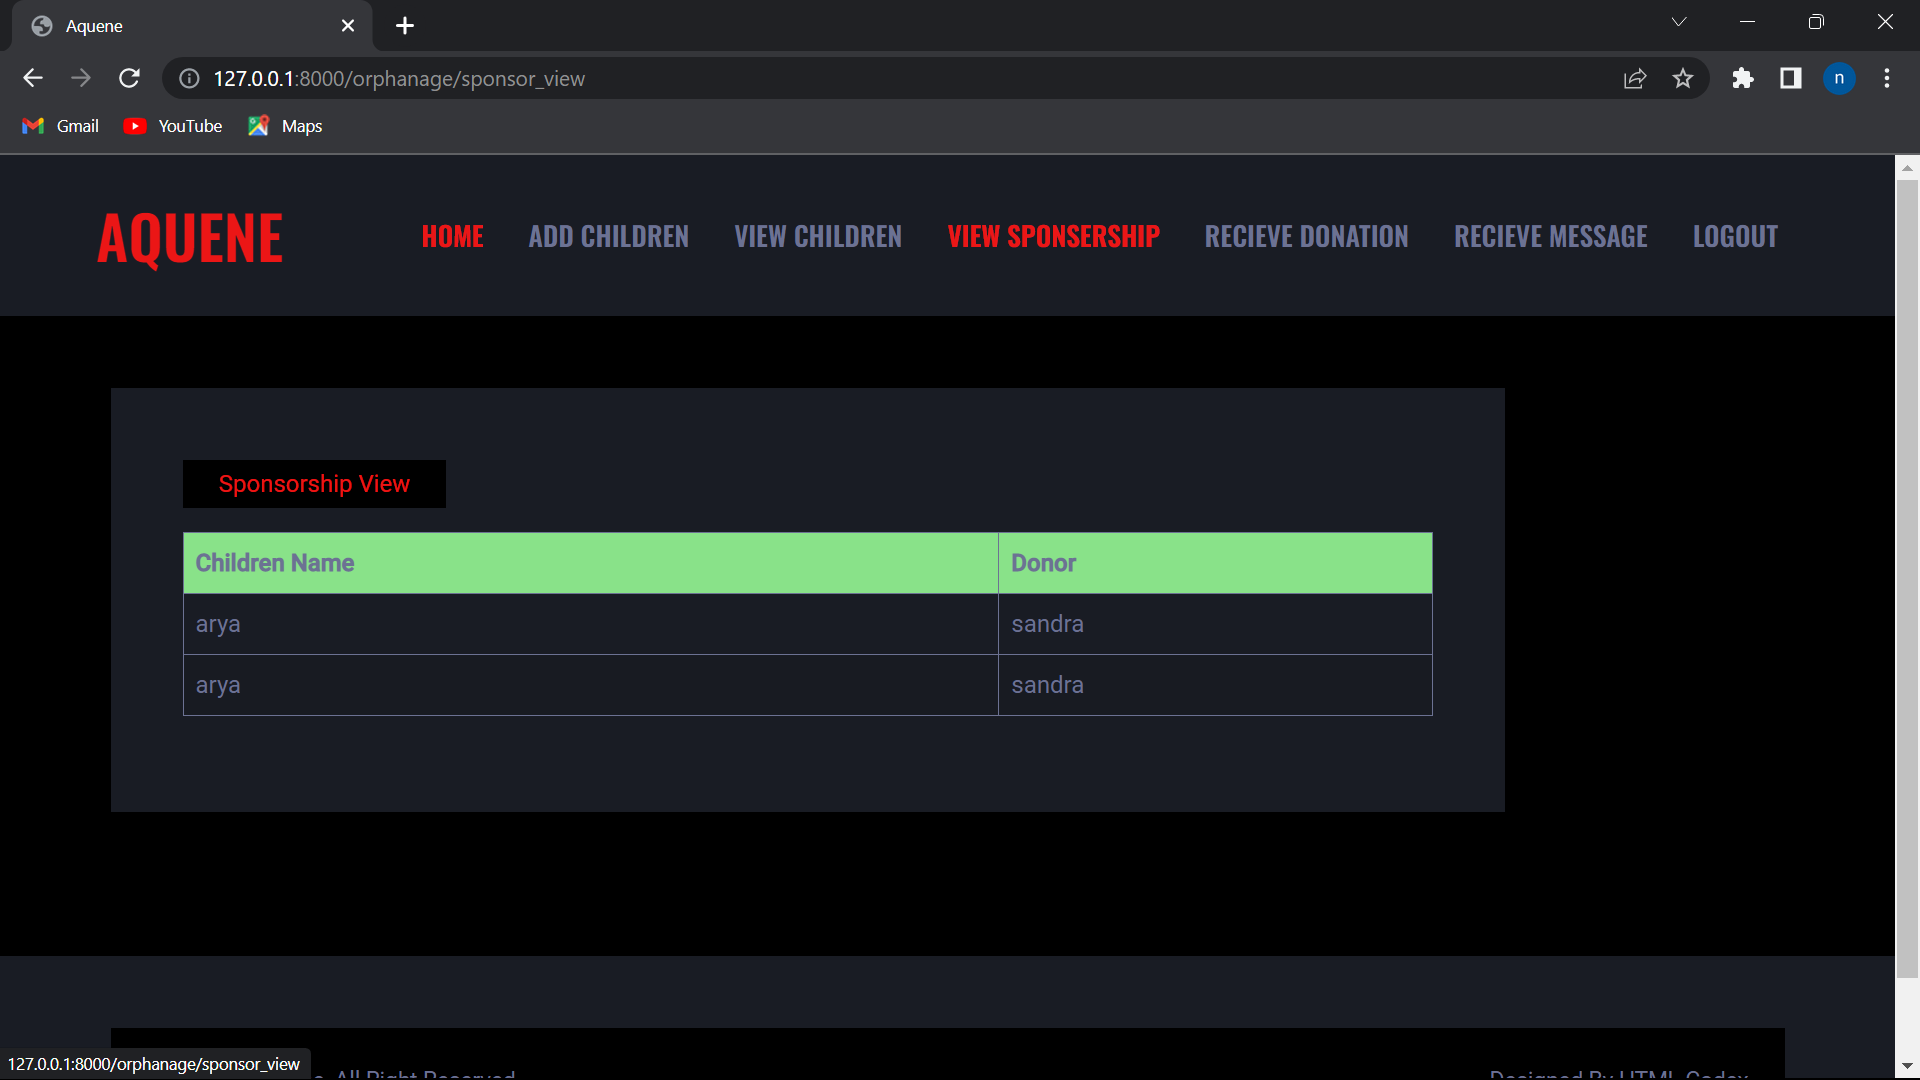 Aquene
127.0.0.1:8000/orphanage/sponsor_view
n
Gmail YouTube Maps
AQUENE HOME ADD CHILDREN VIEW CHILDREN VIEW SPONSERSHIP RECIEVE DONATION RECIEVE MESSAGE LOGOUT
Sponsorship View
Children Name Donor
arya sandra
arya sandra
All Right Reserved. Designed By HTML Codex
127.0.0.1:8000/orphanage/sponsor_view